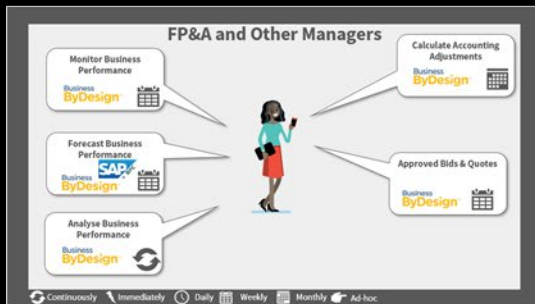 FP&A and Other Managers
Monitor Business
Performance
Business
ByDesign
Forecast Business
Performance
SAP
Business
ByDesign
Analyse Business
Performance
Business
ByDesign
Calculate Accounting
Adjustments
Business
ByDesign
Approved Bids & Quotes
Business
ByDesign
Continuously Immediately Daily Weekly Monthly Ad-hoc